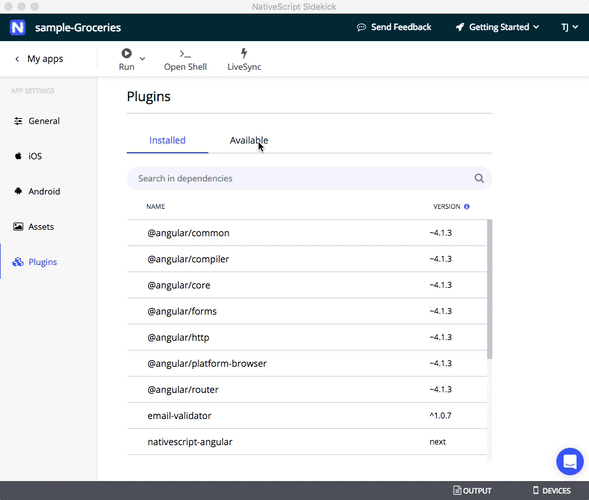 NativeScript Sidekick
N sample-Groceries Send Feedback Getting Started TJ
My apps Run Open Shell LiveSync
APP SETTINGS
General
iOS
Android
Assets
Plugins
Plugins
Installed Available
Search in dependencies
NAME VERSION
@angular/common ~4.1.3
@angular/compiler ~4.1.3
@angular/core ~4.1.3
@angular/forms ~4.1.3
@angular/http ~4.1.3
@angular/platform-browser ~4.1.3
@angular/router ~4.1.3
email-validator ^1.0.7
nativescript-angular next
OUTPUT DEVICES